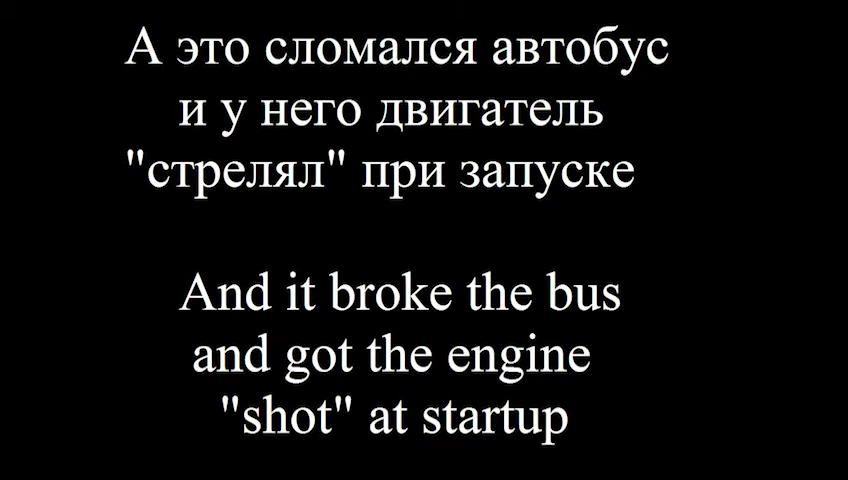 А это сломался автобус
и у него двигатель
"стрелял" при запуске
And it broke the bus
and got the engine
"shot" at startup